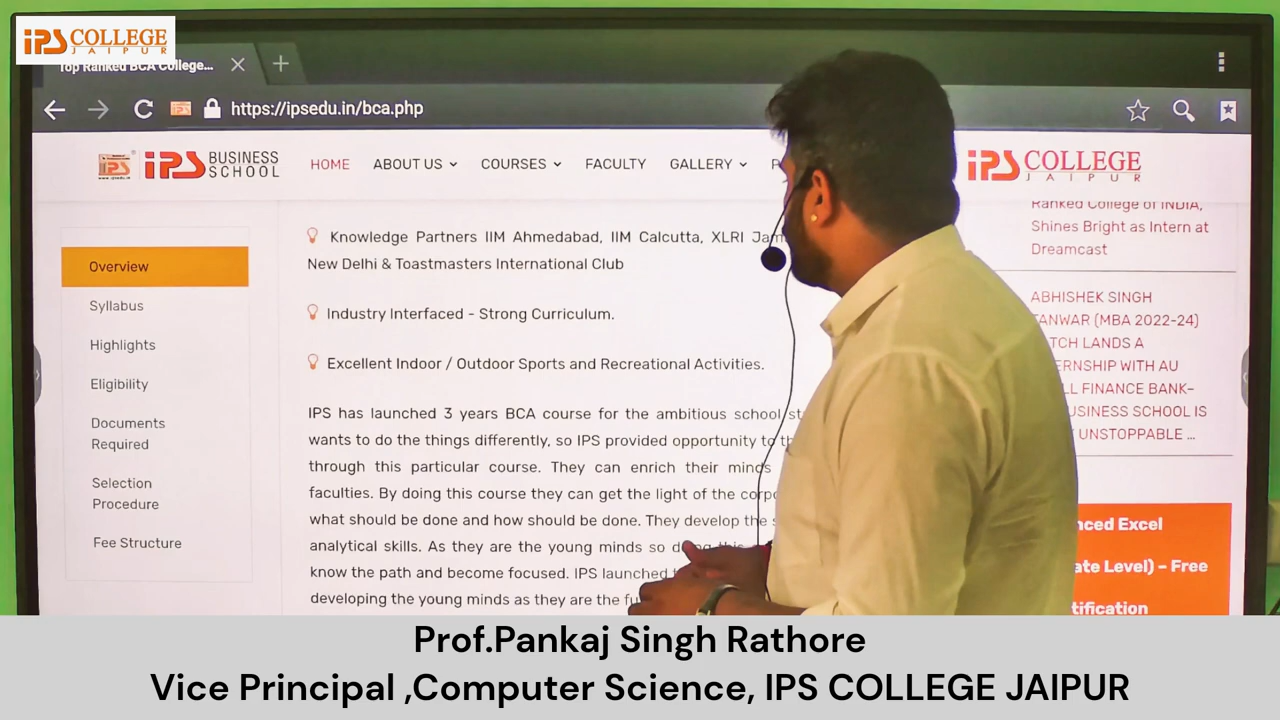 iPS COLLEGE
JAIPUR
Top Ranked BCA College...
https://ipsedu.in/bca.php
iPS BUSINESS SCHOOL
HOME ABOUT US COURSES FACULTY GALLERY
iPS COLLEGE
JAIPUR
Overview
Syllabus
Highlights
Eligibility
Documents
Required
Selection
Procedure
Fee Structure
Knowledge Partners IIM Ahmedabad, IIM Calcutta, XLRI
New Delhi & Toastmasters International Club
Industry Interfaced - Strong Curriculum.
Excellent Indoor / Outdoor Sports and Recreational Activities.
IPS has launched 3 years BCA course for the ambitious school
wants to do the things differently, so IPS provided opportunity to
through this particular course. They can enrich their minds
faculties. By doing this course they can get the light of the
what should be done and how should be done. They develop the
analytical skills. As they are the young minds so
know the path and become focused. IPS launched
developing the young minds as they are the
Ranked College of INDIA,
Shines Bright as Intern at
Dreamcast
ABHISHEK SINGH
(MBA 2022-24)
LANDS A
WITH AU
FINANCE BANK-
SCHOOL IS
UNSTOPPABLE ...
Excel
Level) - Free
Prof.Pankaj Singh Rathore
Vice Principal ,Computer Science, IPS COLLEGE JAIPUR